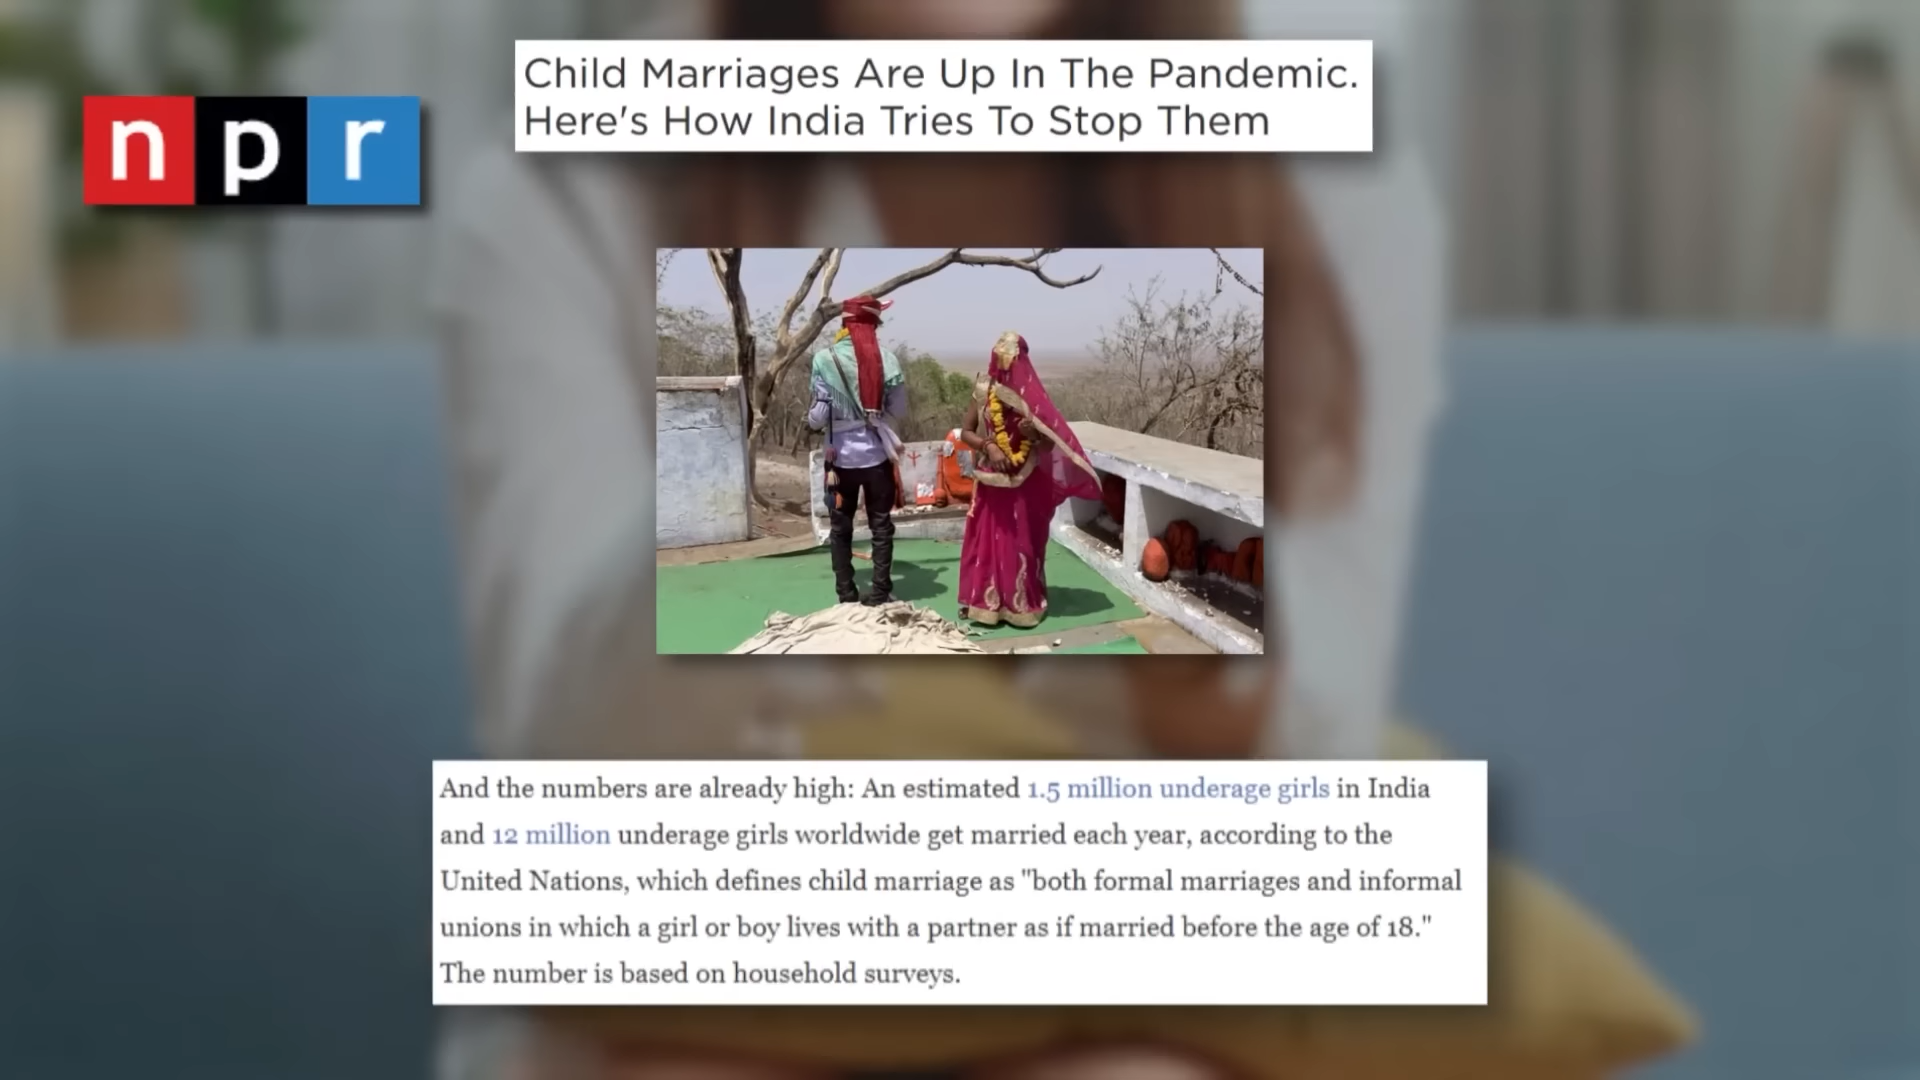 npr
Child Marriages Are Up In The Pandemic.
Here's How India Tries To Stop Them
And the numbers are already high: An estimated 1.5 million underage girls in India
and 12 million underage girls worldwide get married each year, according to the
United Nations, which defines child marriage as "both formal marriages and informal
unions in which a girl or boy lives with a partner as if married before the age of 18."
The number is based on household surveys.